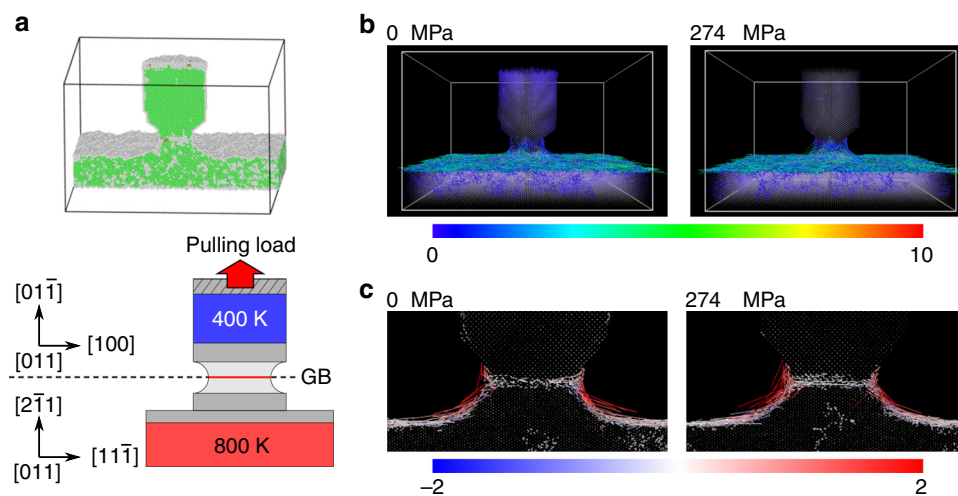 a
Pulling load
[011̄]
[100]
[011]
400 K
GB
[21̄1]
[111̄]
[011]
800 K
b
0 MPa
274 MPa
0
10
c
0 MPa
274 MPa
−2
2